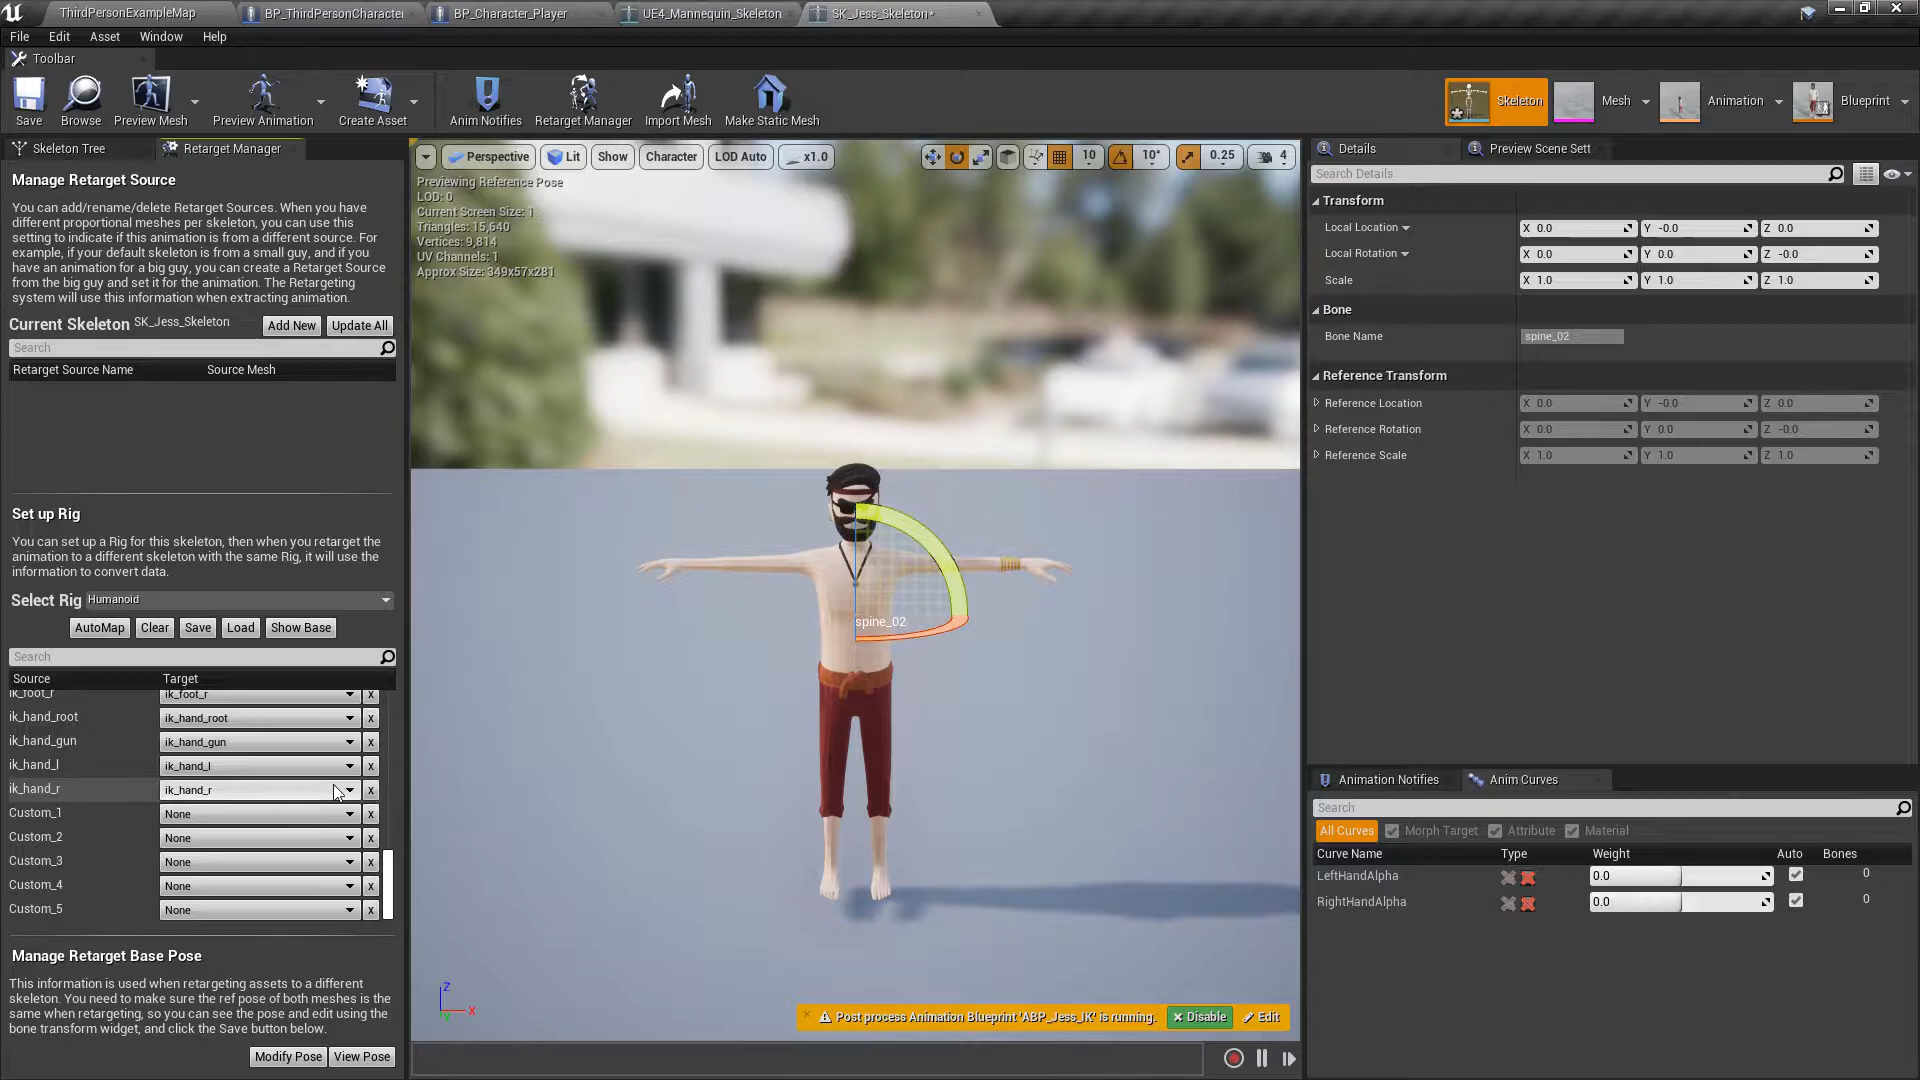 ThirdPersonExampleMap
BP_ThirdPersonCharacter
BP_Character_Player
UE4_Mannequin_Skeleton
SK_Jess_Skeleton*
File Edit Asset Window Help
Toolbar
Save
Browse
Preview Mesh
Preview Animation
Create Asset
Anim Notifies
Retarget Manager
Import Mesh
Make Static Mesh
Skeleton
Mesh
Animation
Blueprint
Skeleton Tree
Retarget Manager
Manage Retarget Source
You can add/rename/delete Retarget Sources. When you have
different proportional meshes per skeleton, you can use this
setting to indicate if this animation is from a different source. For
example, if your default skeleton is from a small guy, and if you
have an animation for a big guy, you can create a Retarget Source
from the big guy and set it for the animation. The Retargeting
system will use this information when extracting animation.
Current Skeleton SK_Jess_Skeleton Add New Update All
Search
Retarget Source Name Source Mesh
Set up Rig
You can set up a Rig for this skeleton, then when you retarget the
animation to a different skeleton with the same Rig, it will use the
information to convert data.
Select Rig Humanoid
AutoMap Clear Save Load Show Base
Search
Source Target
ik_foot_r ik_foot_r x
ik_hand_root ik_hand_root x
ik_hand_gun ik_hand_gun x
ik_hand_l ik_hand_l x
ik_hand_r ik_hand_r x
Custom_1 None x
Custom_2 None x
Custom_3 None x
Custom_4 None x
Custom_5 None x
Manage Retarget Base Pose
This information is used when retargeting assets to a different
skeleton. You need to make sure the ref pose of both meshes is the
same when retargeting, so you can see the pose and edit using the
bone transform widget, and click the Save button below.
Modify Pose View Pose
Perspective Lit Show Character LOD Auto x1.0 10 10° 0.25 4
Previewing Reference Pose
LOD: 0
Current Screen Size: 1
Triangles: 15,640
Vertices: 9,814
UV Channels: 1
Approx Size: 349x57x281
spine_02
Z
X
Y
Post process Animation Blueprint 'ABP_Jess_IK' is running. Disable Edit
Details
Preview Scene Sett
Search Details
Transform
Local Location X 0.0 Y -0.0 Z 0.0
Local Rotation X 0.0 Y 0.0 Z -0.0
Scale X 1.0 Y 1.0 Z 1.0
Bone
Bone Name spine_02
Reference Transform
Reference Location X 0.0 Y -0.0 Z 0.0
Reference Rotation X 0.0 Y 0.0 Z -0.0
Reference Scale X 1.0 Y 1.0 Z 1.0
Animation Notifies
Anim Curves
Search
All Curves Morph Target Attribute Material
Curve Name Type Weight Auto Bones
LeftHandAlpha 0.0 0
RightHandAlpha 0.0 0